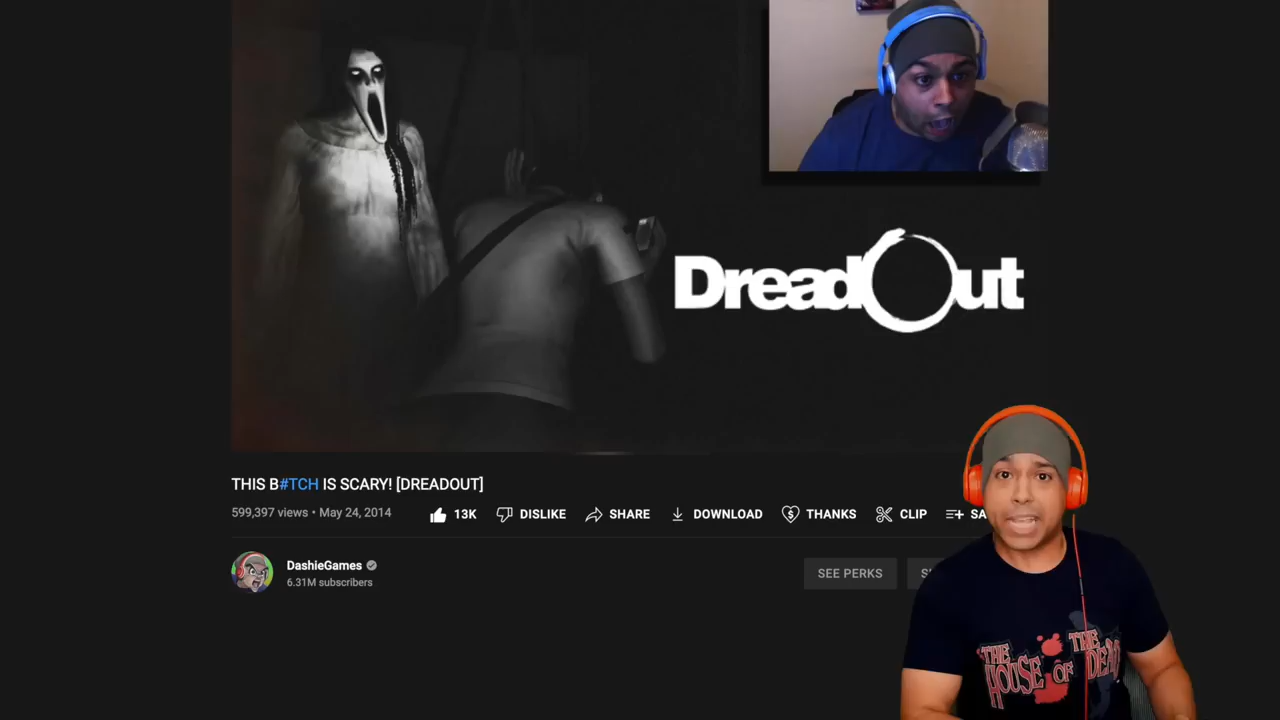 DreadOut
THIS B#TCH IS SCARY! [DREADOUT]
599,397 views • May 24, 2014
13K
DISLIKE
SHARE
DOWNLOAD
THANKS
CLIP
DashieGames
6.31M subscribers
SEE PERKS
THE HOUSE OF THE DEAD